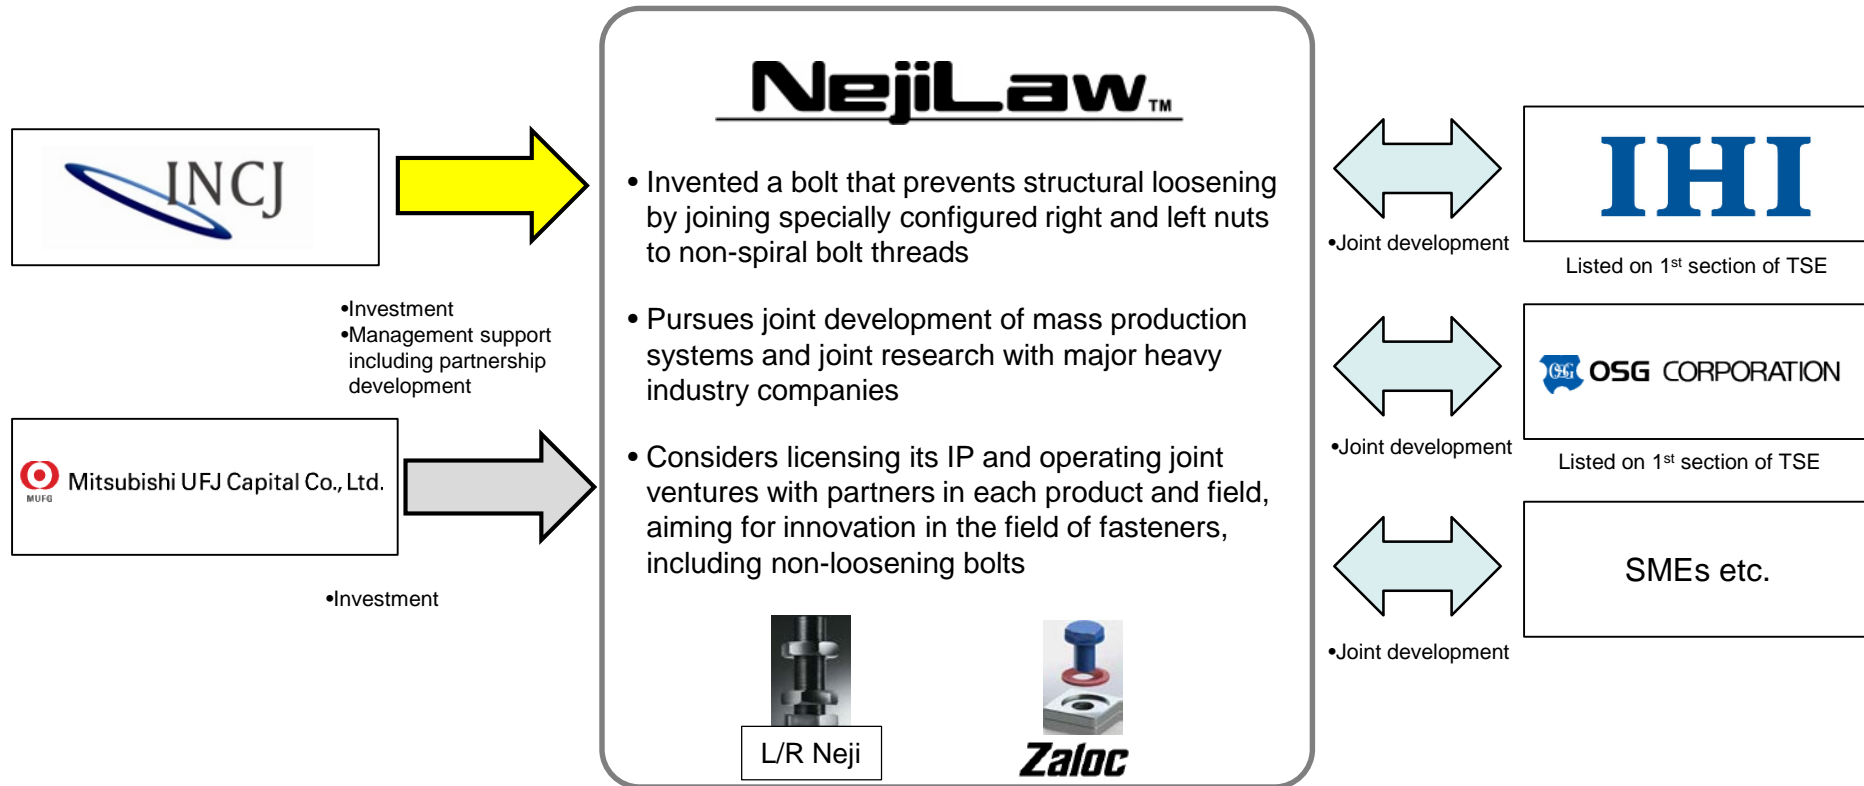 INCJ
•Investment
•Management support
including partnership
development
MUFG
Mitsubishi UFJ Capital Co., Ltd.
•Investment
NejiLaw TM
• Invented a bolt that prevents structural loosening
by joining specially configured right and left nuts
to non-spiral bolt threads
• Pursues joint development of mass production
systems and joint research with major heavy
industry companies
• Considers licensing its IP and operating joint
ventures with partners in each product and field,
aiming for innovation in the field of fasteners,
including non-loosening bolts
L/R Neji
Zaloc
IHI
•Joint development
Listed on 1st section of TSE
OSG OSG CORPORATION
•Joint development
Listed on 1st section of TSE
SMEs etc.
•Joint development